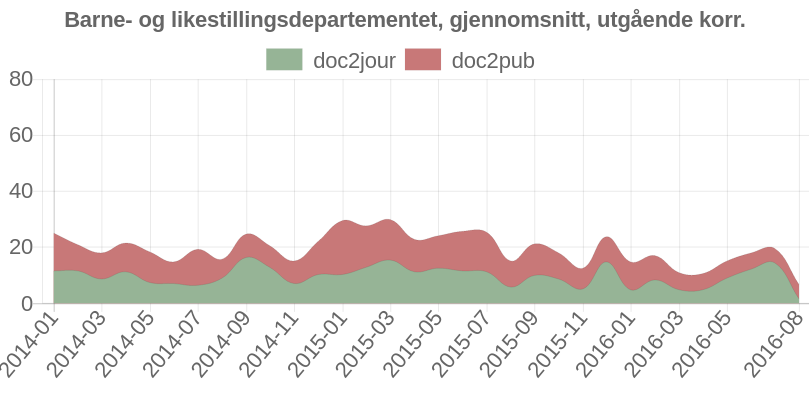 Barne- og likestillingsdepartementet, gjennomsnitt, utgående korr.
doc2jour doc2pub
80
60
40
20
0
2014-01 2014-03 2014-05 2014-07 2014-09 2014-11 2015-01 2015-03 2015-05 2015-07 2015-09 2015-11 2016-01 2016-03 2016-05 2016-08